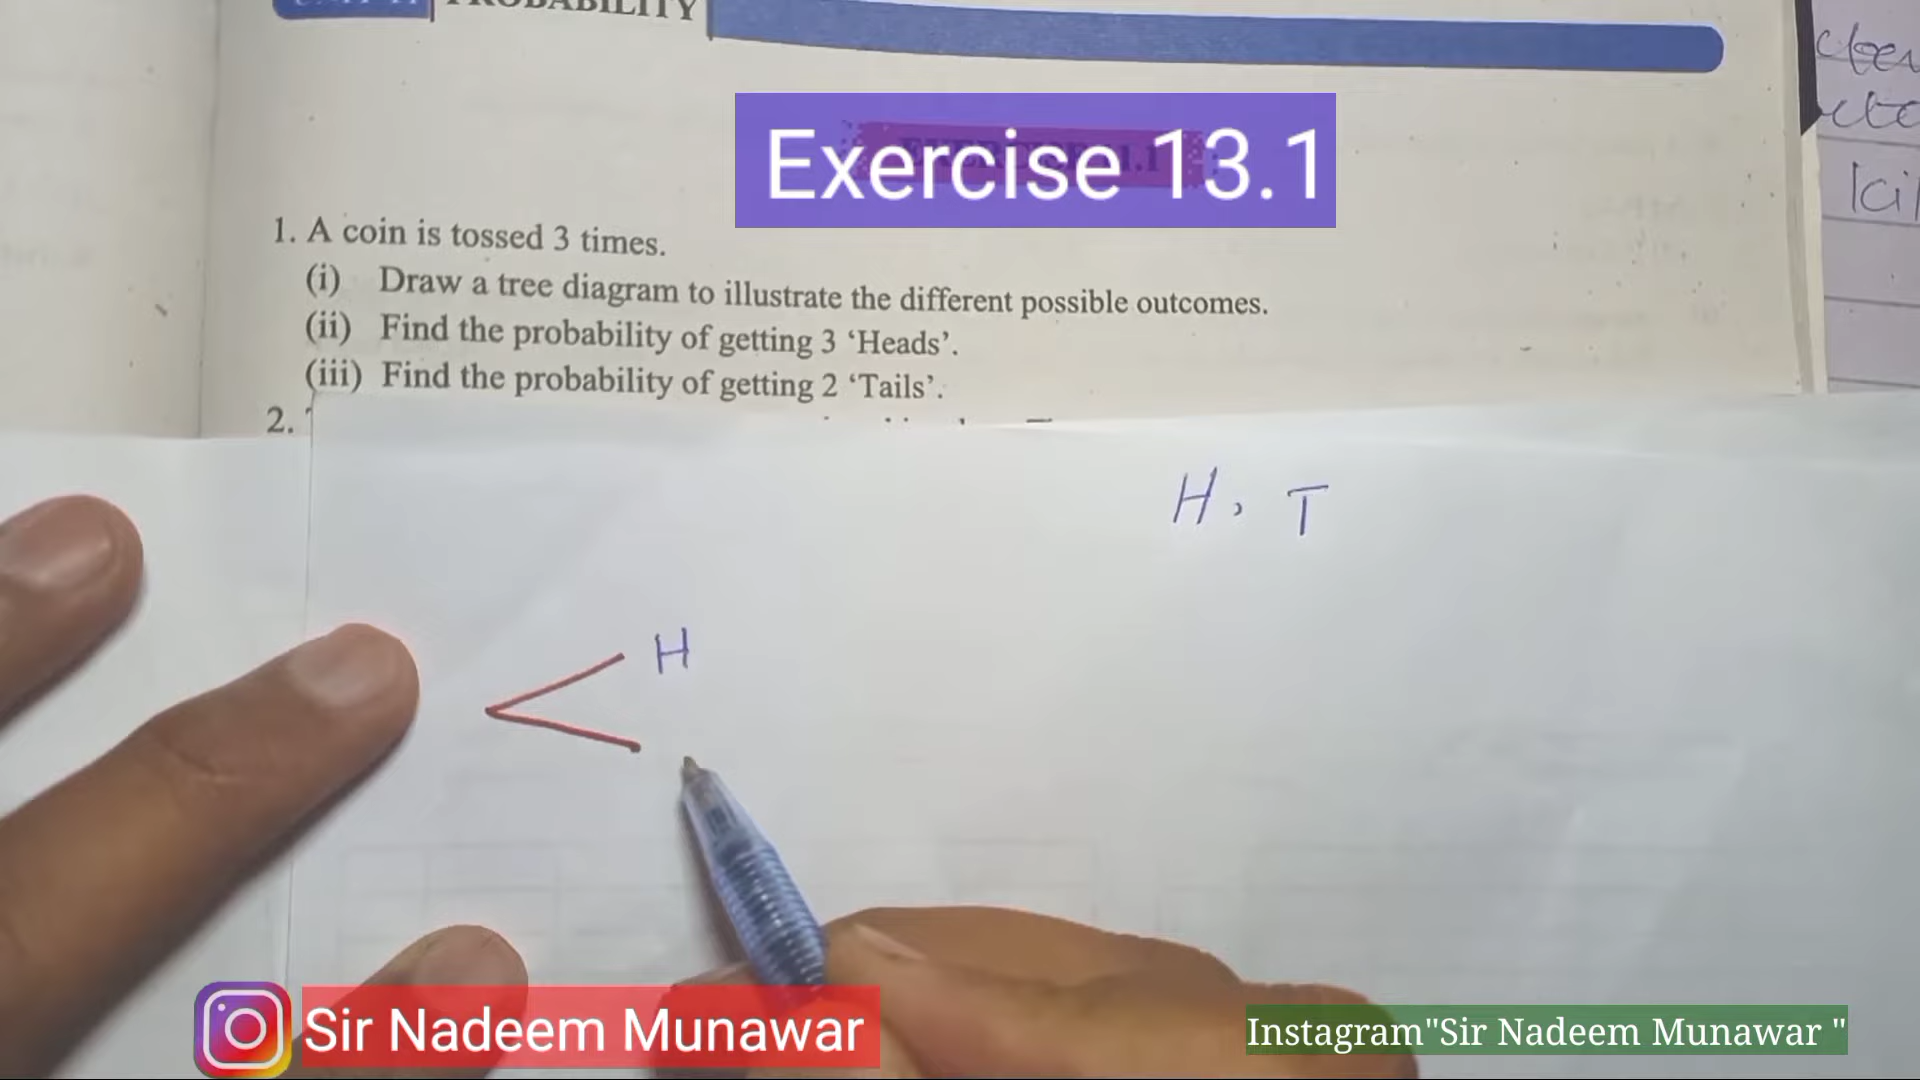 PROBABILITY
Exercise 13.1
1. A coin is tossed 3 times.
(i) Draw a tree diagram to illustrate the different possible outcomes.
(ii) Find the probability of getting 3 ‘Heads’.
(iii) Find the probability of getting 2 ‘Tails’.
2.
H, T
H
Sir Nadeem Munawar
Instagram"Sir Nadeem Munawar "